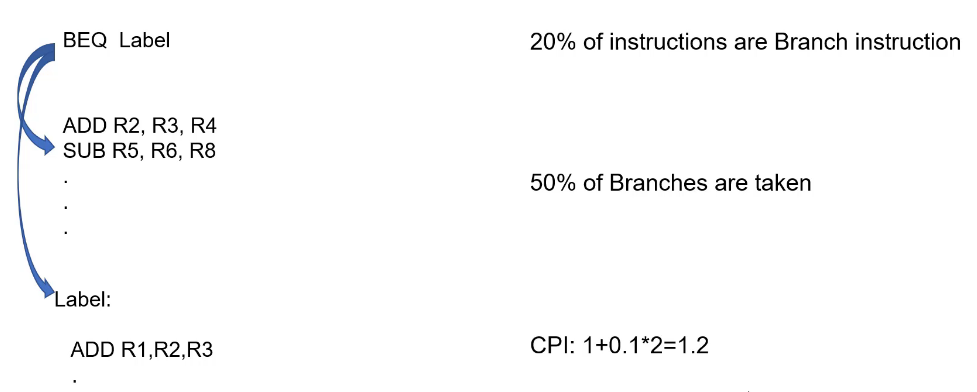 BEQ Label
20% of instructions are Branch instruction
ADD R2, R3, R4
SUB R5, R6, R8
.
50% of Branches are taken
.
.
Label:
ADD R1,R2,R3
CPI: 1+0.1*2=1.2
.